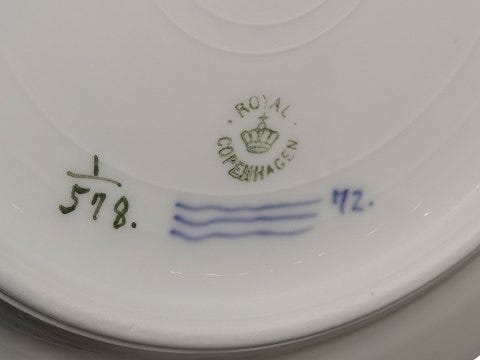 ROYAL
COPENHAGEN
1
578.
72.